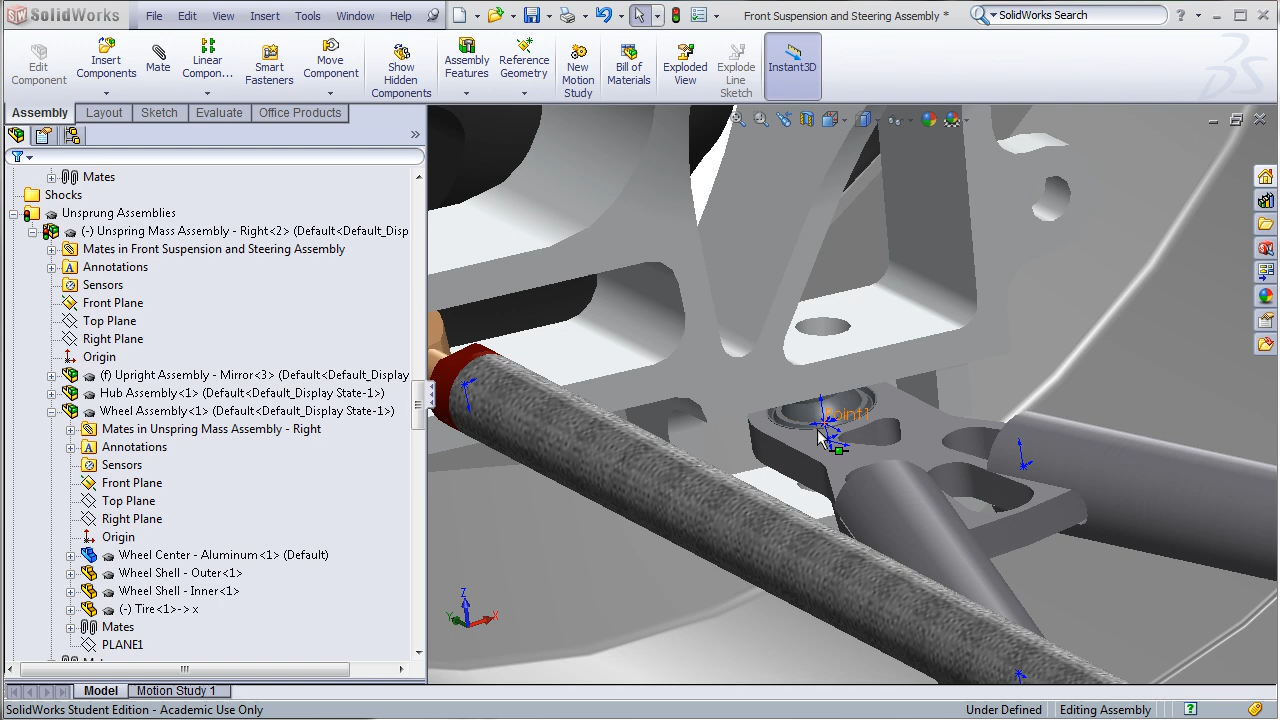 SolidWorks File Edit View Insert Tools Window Help Front Suspension and Steering Assembly * SolidWorks Search ?
Edit Component
Insert Components
Mate
Linear Compon...
Smart Fasteners
Move Component
Show Hidden Components
Assembly Features
Reference Geometry
New Motion Study
Bill of Materials
Exploded View
Explode Line Sketch
Instant3D
Assembly Layout Sketch Evaluate Office Products
Mates
Shocks
Unsprung Assemblies
(-) Unspring Mass Assembly - Right<2> (Default<Default_Disp
Mates in Front Suspension and Steering Assembly
Annotations
Sensors
Front Plane
Top Plane
Right Plane
Origin
(f) Upright Assembly - Mirror<3> (Default<Default_Display
Hub Assembly<1> (Default<Default_Display State-1>)
Wheel Assembly<1> (Default<Default_Display State-1>)
Mates in Unspring Mass Assembly - Right
Annotations
Sensors
Front Plane
Top Plane
Right Plane
Origin
Wheel Center - Aluminum<1> (Default)
Wheel Shell - Outer<1>
Wheel Shell - Inner<1>
(-) Tire<1>-> x
Mates
PLANE1
Point1
Z
Y
X
Model Motion Study 1
SolidWorks Student Edition - Academic Use Only Under Defined Editing Assembly ?